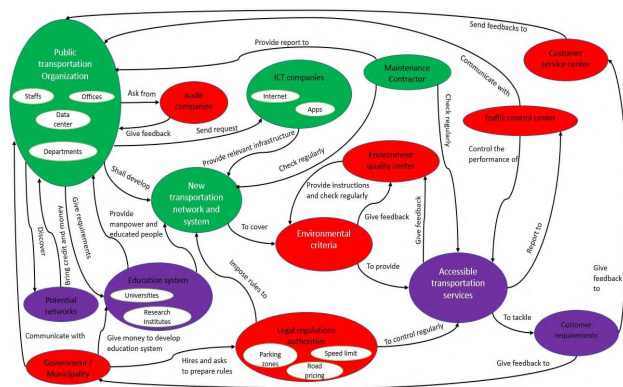 Send feedbacks to
Public
transportation
Organization
Staffs
Offices
Data
center
Departments
Provide report to
Customer
service center
ICT companies
Internet
Apps
Maintenance
Contractor
Communicate with
Ask from
Audit
companies
Give feedback
Send request
Check regularly
Traffic control center
Provide relevant infrastructure
Control the
performance of
Check regularly
Environment
quality center
Shall develop
New
transportation
network and
system
Provide instructions
and check regularly
Give feedback
Give feedback
Report to
Discover
Bring credit and money
Give requirements
Provide
manpower and
educated people
To cover
Environmental
criteria
To provide
Accessible
transportation
services
Give
feedback
to
Education system
Universities
Research
Institutes
Impose rules to
Potential
networks
To tackle
Customer
requirements
Communicate with
Give money to develop
education system
Legal regulations
authorities
Parking
zones
Speed limit
Road
pricing
To control regularly
Government /
Municipality
Hires and asks
to prepare rules
Give feedback to